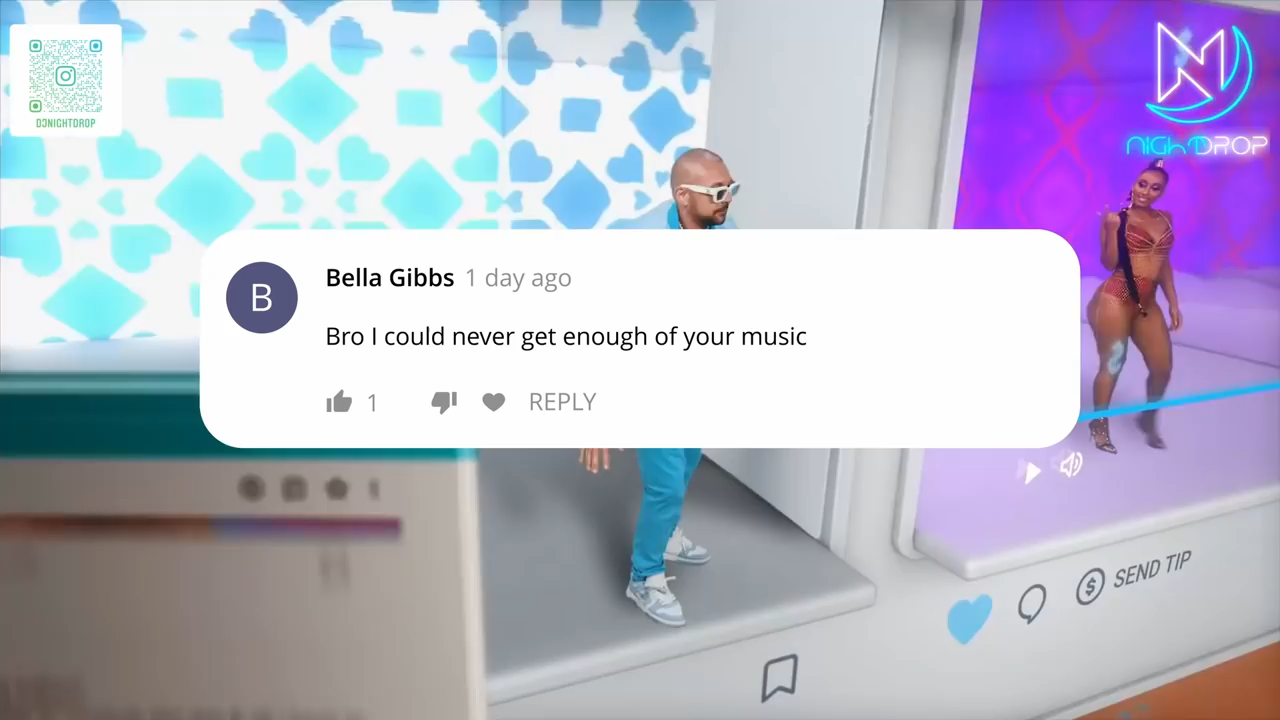 DJNIGHTDROP
NIGHTDROP
Bella Gibbs 1 day ago
B
Bro I could never get enough of your music
1
REPLY
SEND TIP